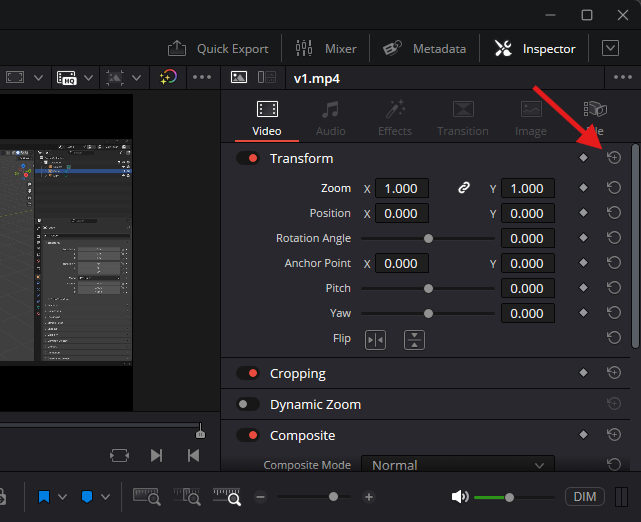 Quick Export Mixer Metadata Inspector
HQ v1.mp4
Video Audio Effects Transition Image File
Transform
Zoom X 1.000 Y 1.000
Position X 0.000 Y 0.000
Rotation Angle 0.000
Anchor Point X 0.000 Y 0.000
Pitch 0.000
Yaw 0.000
Flip
Cropping
Dynamic Zoom
Composite
Composite Mode Normal
DIM